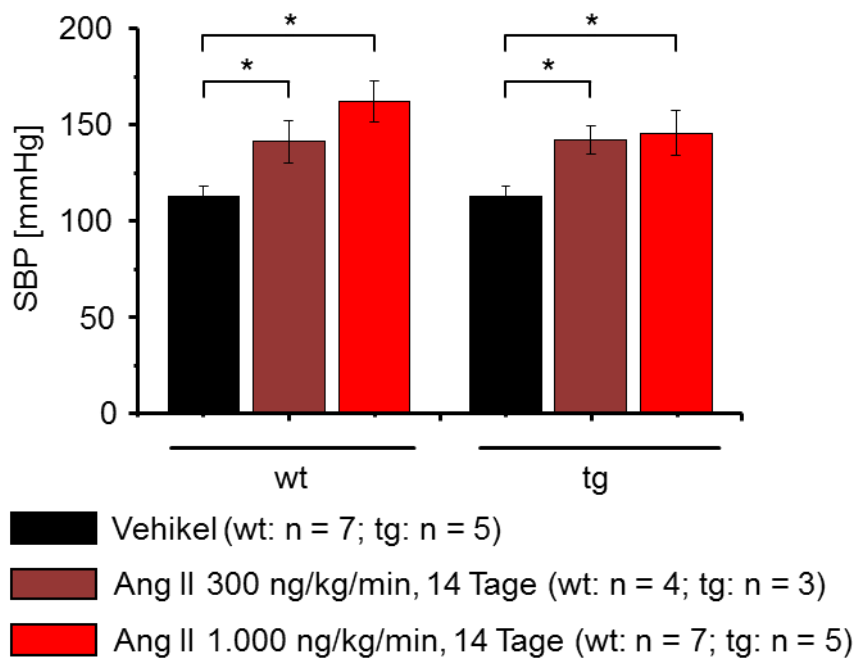 200
*
*
*
*
150
100
50
0
SBP [mmHg]
wt
tg
Vehikel (wt: n = 7; tg: n = 5)
Ang II 300 ng/kg/min, 14 Tage (wt: n = 4; tg: n = 3)
Ang II 1.000 ng/kg/min, 14 Tage (wt: n = 7; tg: n = 5)